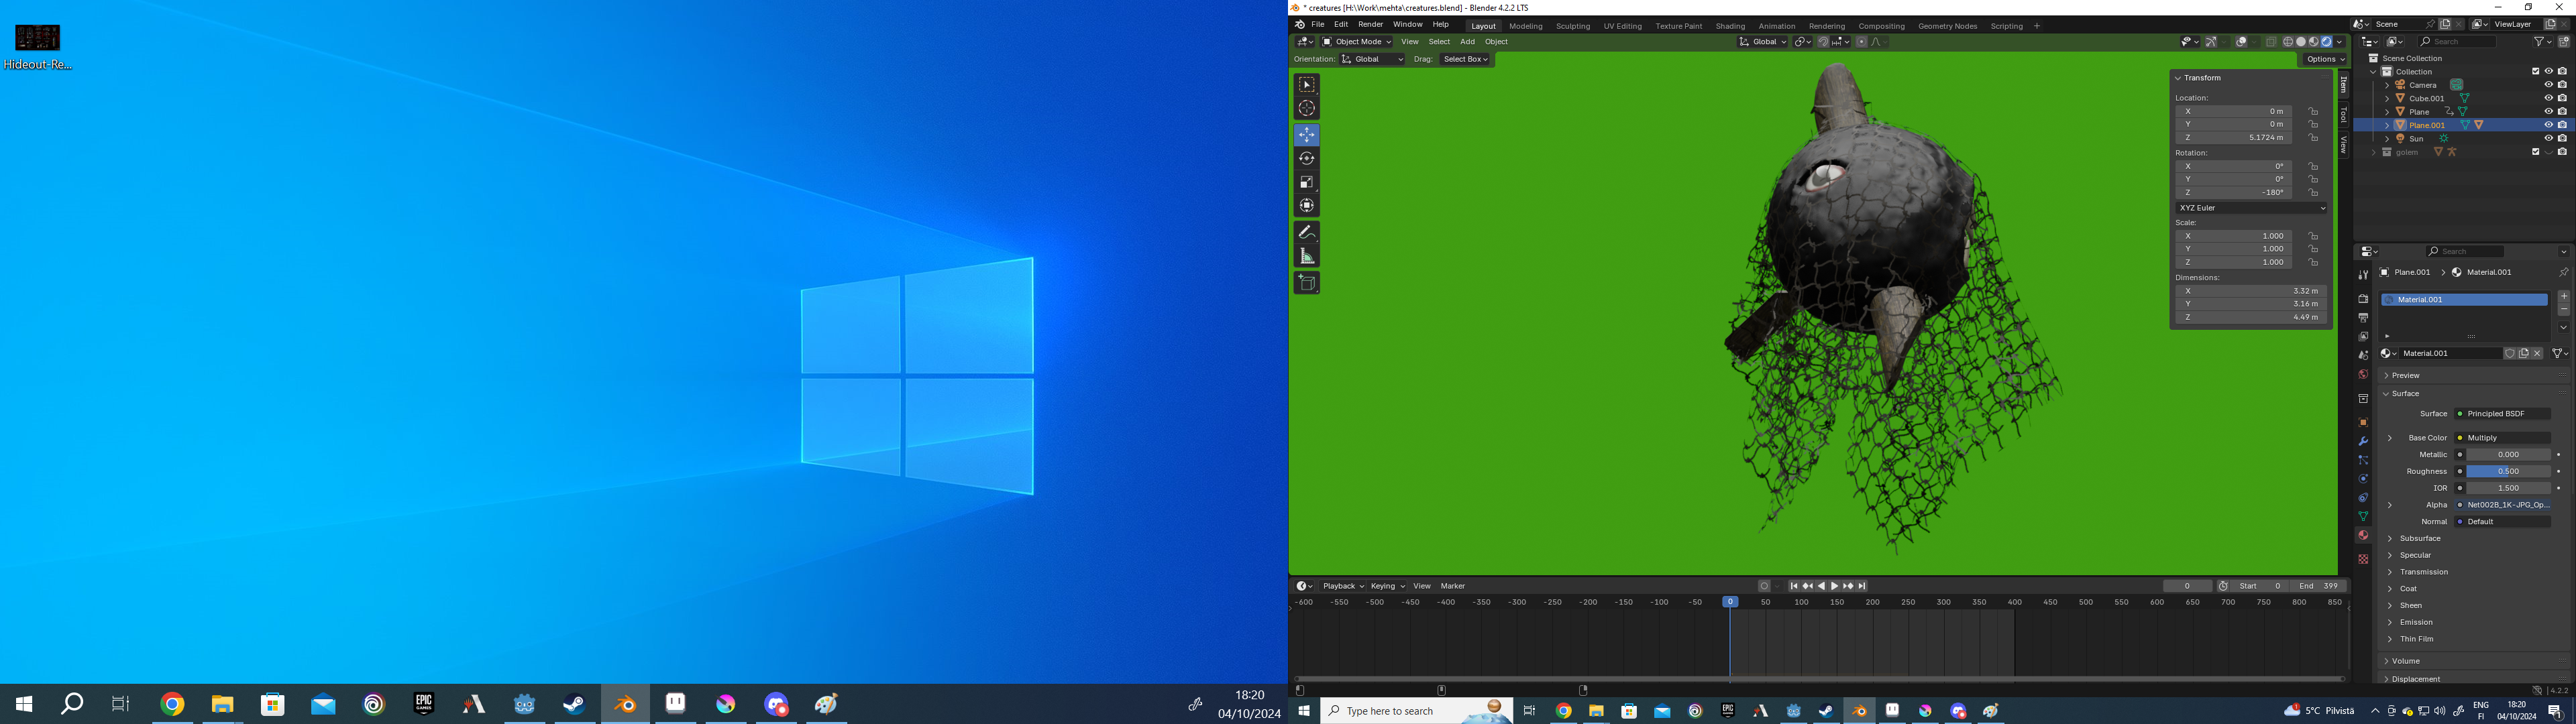 Hideout-Re...
18:20
04/10/2024
* creatures [H:\Work\mehta\creatures.blend] - Blender 4.2.2 LTS
File Edit Render Window Help Layout Modeling Sculpting UV Editing Texture Paint Shading Animation Rendering Compositing Geometry Nodes Scripting + Scene ViewLayer
Object Mode View Select Add Object Global
Orientation: Global Drag: Select Box Options
Transform
Location:
X 0 m
Y 0 m
Z 5.1724 m
Rotation:
X 0°
Y 0°
Z -180°
XYZ Euler
Scale:
X 1.000
Y 1.000
Z 1.000
Dimensions:
X 3.32 m
Y 3.16 m
Z 4.49 m
Item
Tool
View
Search
Scene Collection
Collection
Camera
Cube.001
Plane
Plane.001
Sun
golem
Search
Plane.001 > Material.001
Material.001
Material.001
Preview
Surface
Surface Principled BSDF
Base Color Multiply
Metallic 0.000
Roughness 0.500
IOR 1.500
Alpha Net002B_1K-JPG_Op...
Normal Default
Subsurface
Specular
Transmission
Coat
Sheen
Emission
Thin Film
Volume
Displacement
Playback Keying View Marker 0 Start 0 End 399
-600 -550 -500 -450 -400 -350 -300 -250 -200 -150 -100 -50 0 50 100 150 200 250 300 350 400 450 500 550 600 650 700 750 800 850
4.2.2
EPIC GAMES
Type here to search
5°C Pilvistä
ENG
FI
18:20
04/10/2024